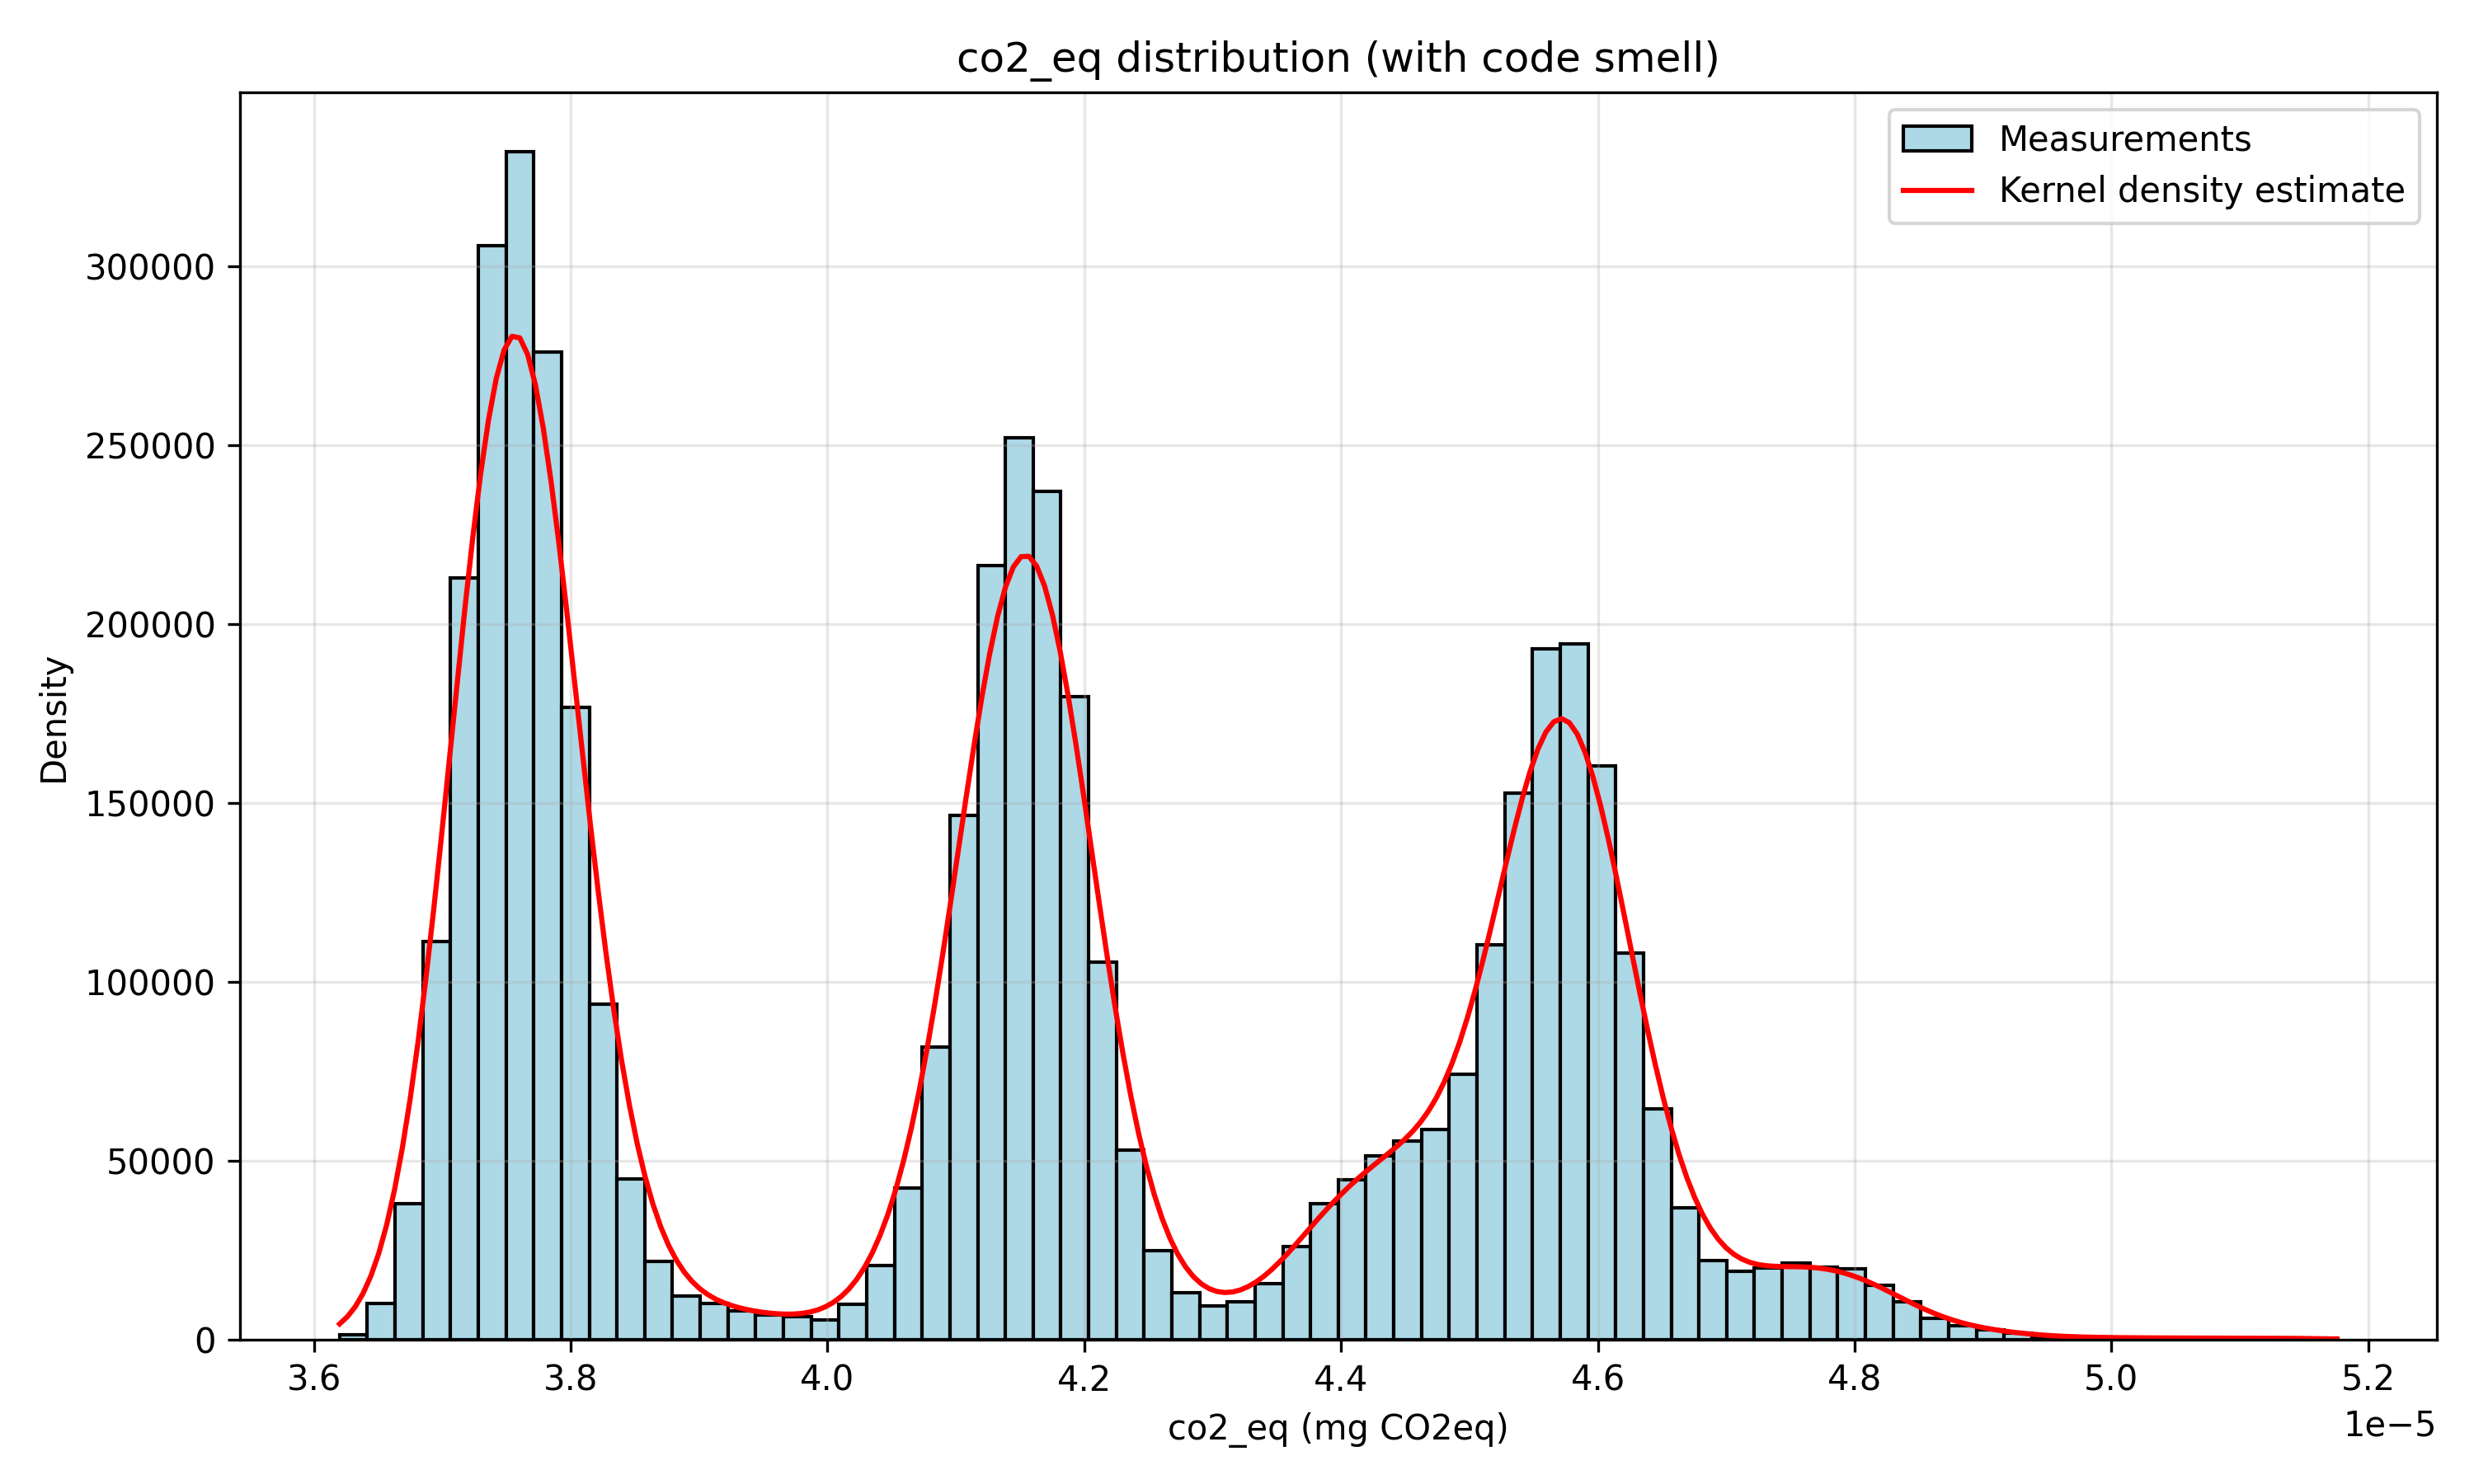 co2_eq distribution (with code smell)
Measurements
Kernel density estimate
300000
250000
200000
150000
100000
50000
0
Density
3.6 3.8 4.0 4.2 4.4 4.6 4.8 5.0 5.2
1e−5
co2_eq (mg CO2eq)